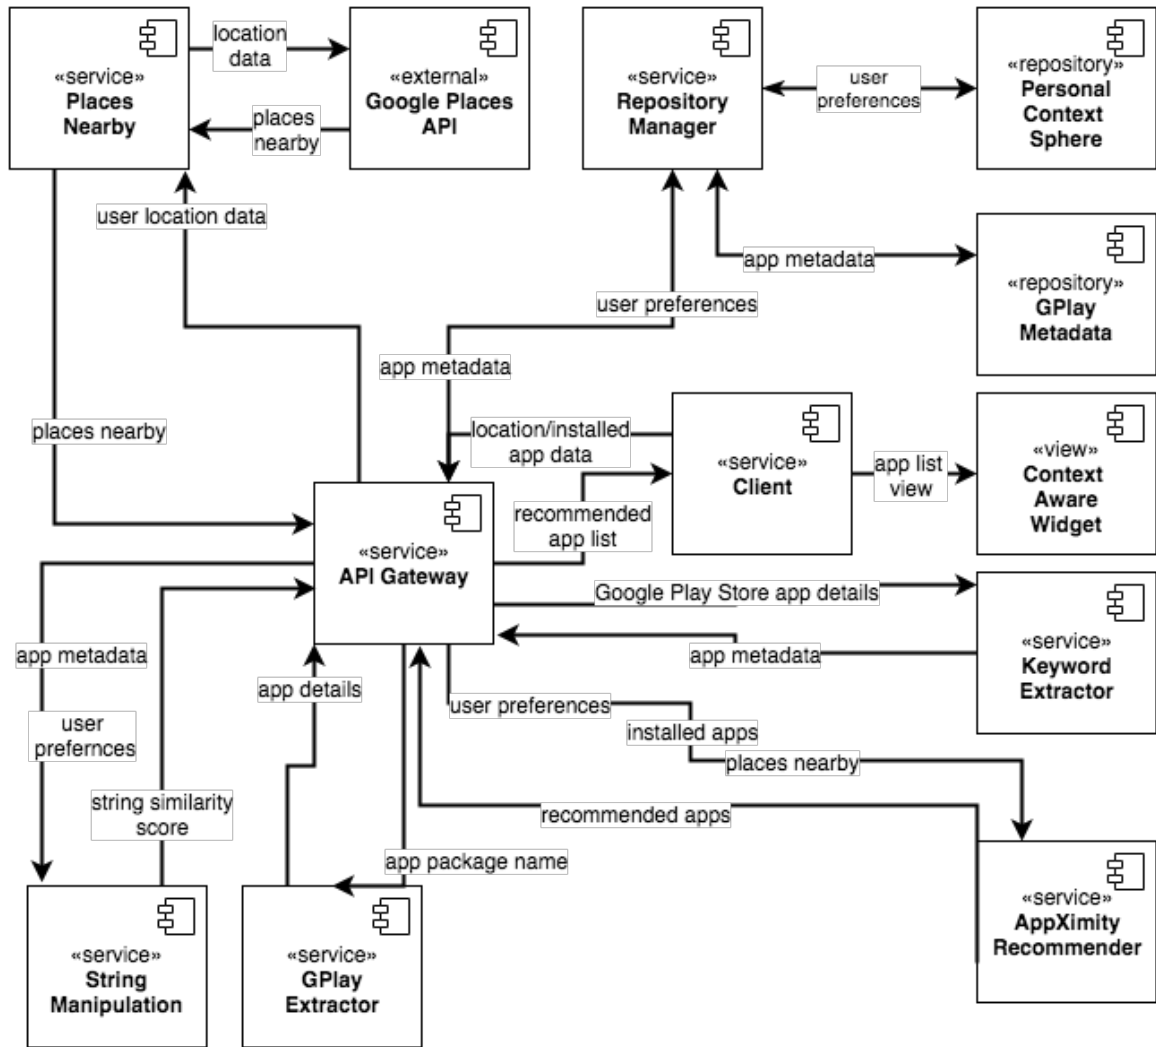 «service»
Places
Nearby
location
data
places
nearby
«external»
Google Places
API
«service»
Repository
Manager
user
preferences
«repository»
Personal
Context
Sphere
user location data
app metadata
«repository»
GPlay
Metadata
user preferences
app metadata
places nearby
location/installed
app data
recommended
app list
«service»
Client
app list
view
«view»
Context
Aware
Widget
«service»
API Gateway
Google Play Store app details
app metadata
«service»
Keyword
Extractor
app metadata
user
prefernces
string similarity
score
app details
app package name
user preferences
installed apps
places nearby
recommended apps
«service»
String
Manipulation
«service»
GPlay
Extractor
«service»
AppXimity
Recommender